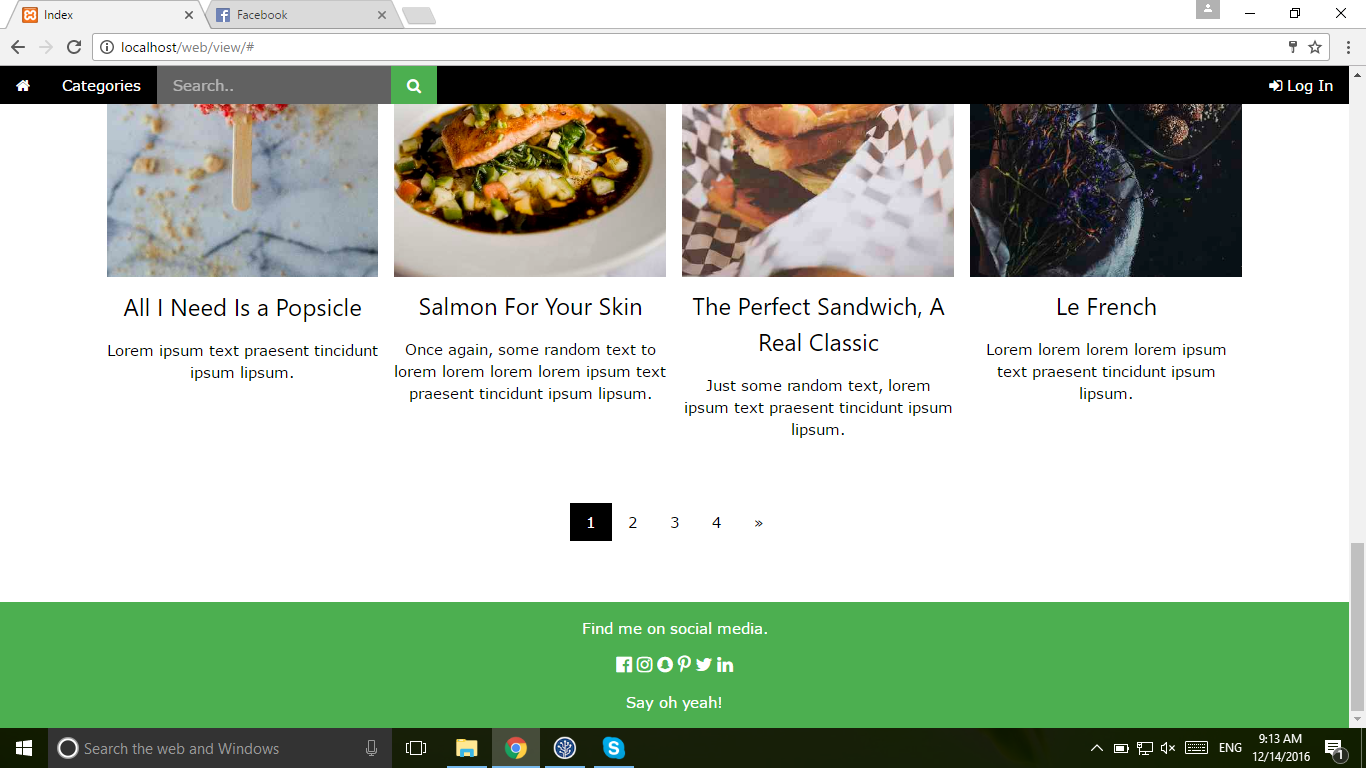 Index
Facebook
localhost/web/view/#
Categories
Search..
Log In
All I Need Is a Popsicle
Lorem ipsum text praesent tincidunt
ipsum lipsum.
Salmon For Your Skin
Once again, some random text to
lorem lorem lorem lorem ipsum text
praesent tincidunt ipsum lipsum.
The Perfect Sandwich, A
Real Classic
Just some random text, lorem
ipsum text praesent tincidunt ipsum
lipsum.
Le French
Lorem lorem lorem lorem ipsum
text praesent tincidunt ipsum
lipsum.
1 2 3 4 »
Find me on social media.
Say oh yeah!
Search the web and Windows
ENG
9:13 AM
12/14/2016
1